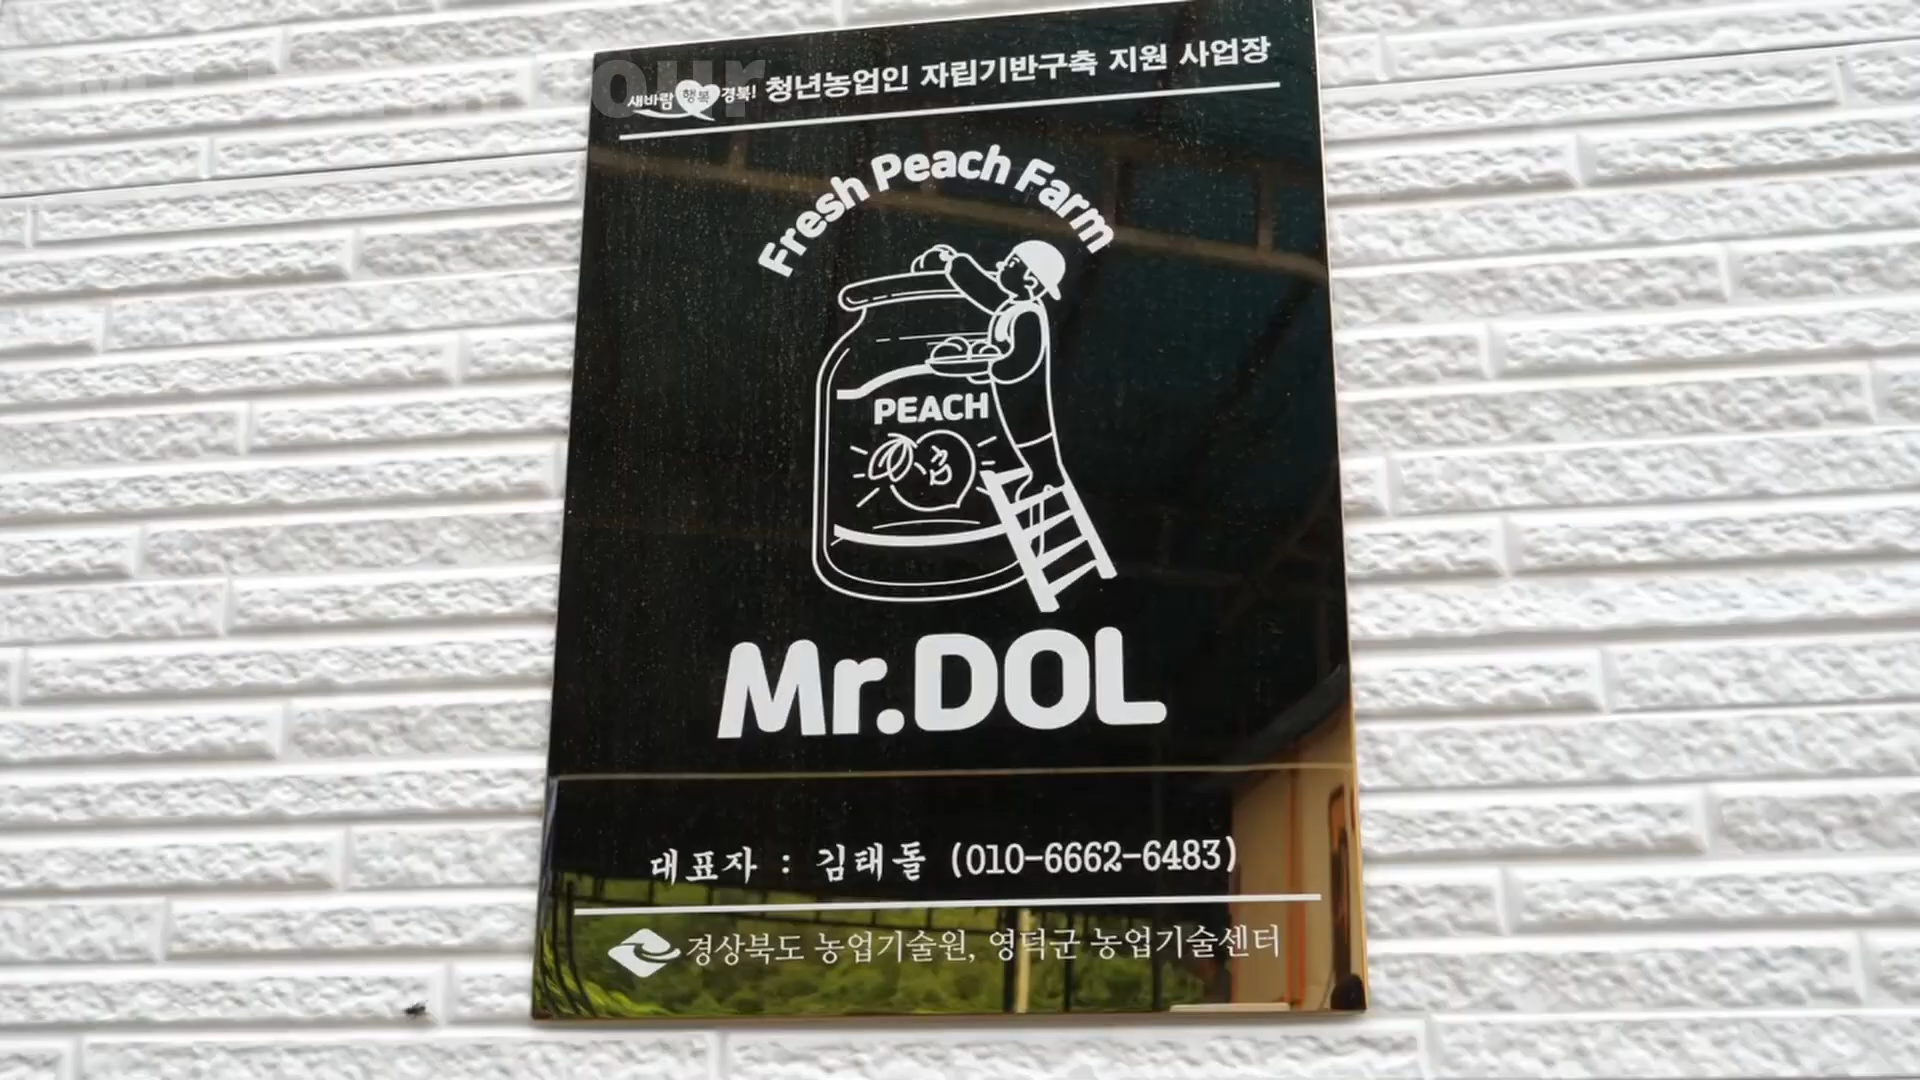 새바람 행복 경북! 청년농업인 자립기반구축 지원 사업장
Fresh Peach Farm
PEACH
Mr.DOL
대표자 : 김태돌 (010-6662-6483)
경상북도 농업기술원, 영덕군 농업기술센터